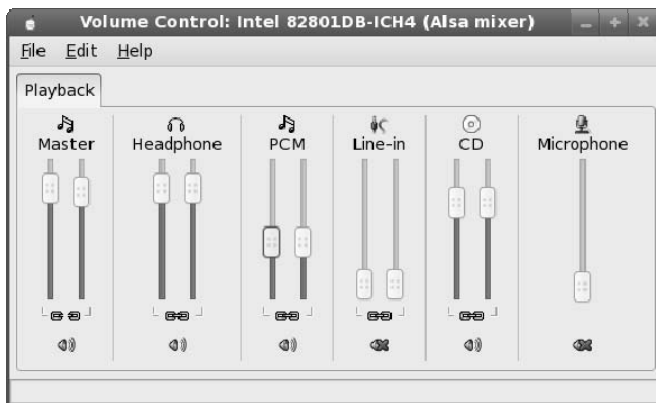 Volume Control: Intel 82801DB-ICH4 (Alsa mixer)
File Edit Help
Playback
Master Headphone PCM Line-in CD Microphone